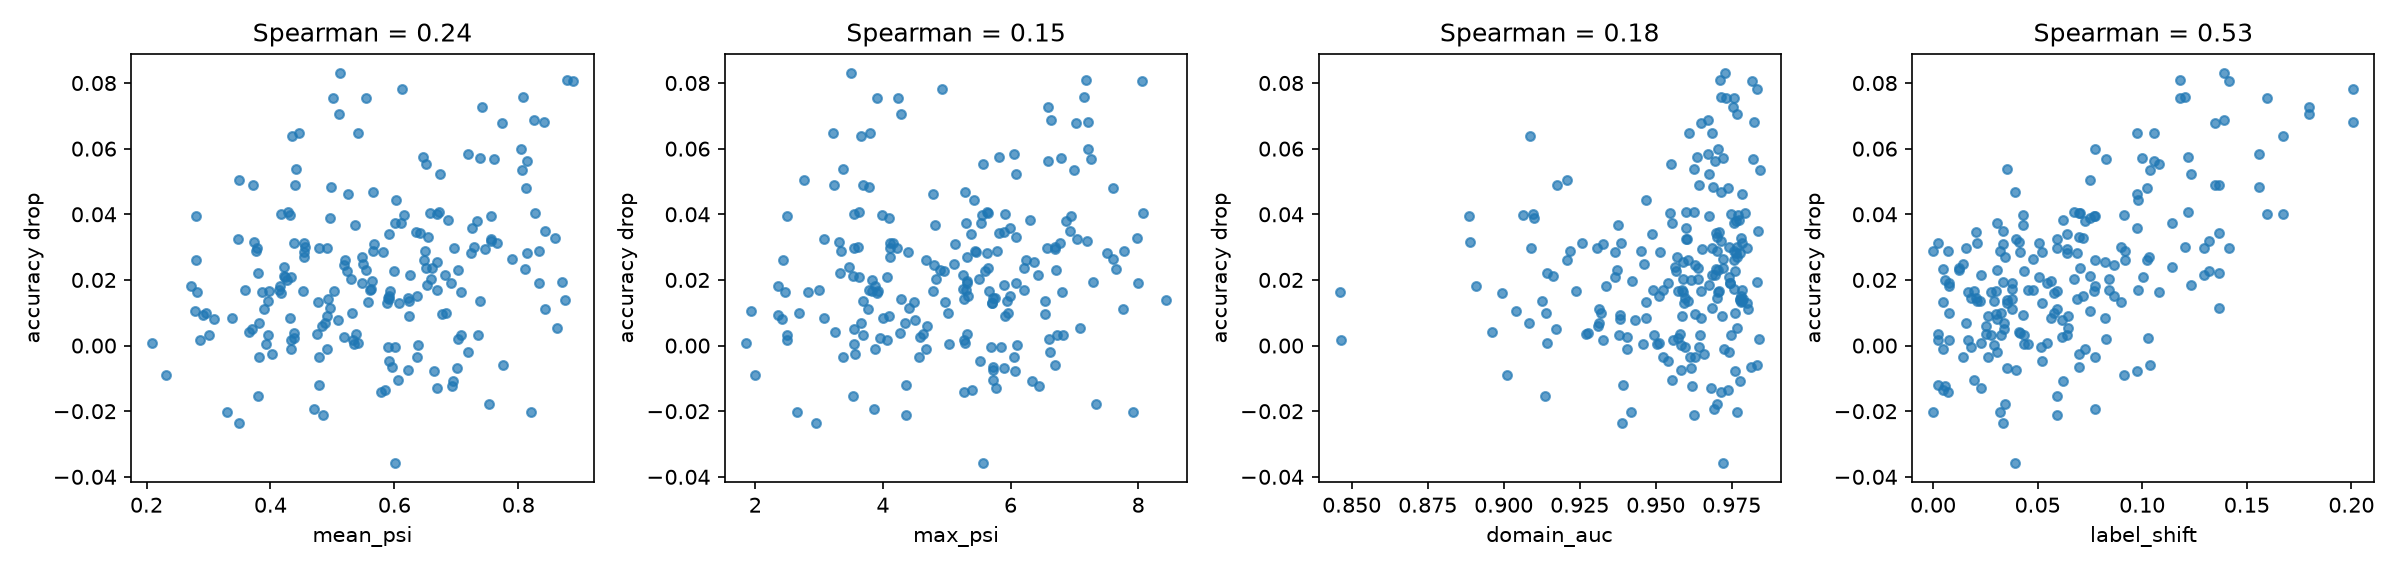 Spearman = 0.24
0.08
0.06
0.04
0.02
0.00
−0.02
−0.04
accuracy drop
0.2 0.4 0.6 0.8
mean_psi
Spearman = 0.15
0.08
0.06
0.04
0.02
0.00
−0.02
−0.04
accuracy drop
2 4 6 8
max_psi
Spearman = 0.18
0.08
0.06
0.04
0.02
0.00
−0.02
−0.04
accuracy drop
0.850 0.875 0.900 0.925 0.950 0.975
domain_auc
Spearman = 0.53
0.08
0.06
0.04
0.02
0.00
−0.02
−0.04
accuracy drop
0.00 0.05 0.10 0.15 0.20
label_shift